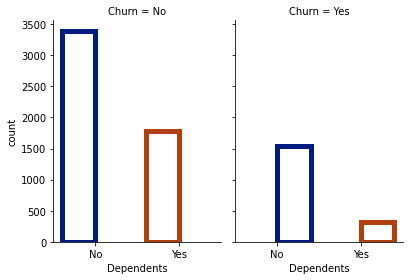 Churn = No
Churn = Yes
3500
3000
2500
2000
1500
1000
500
0
count
No Yes
No Yes
Dependents
Dependents